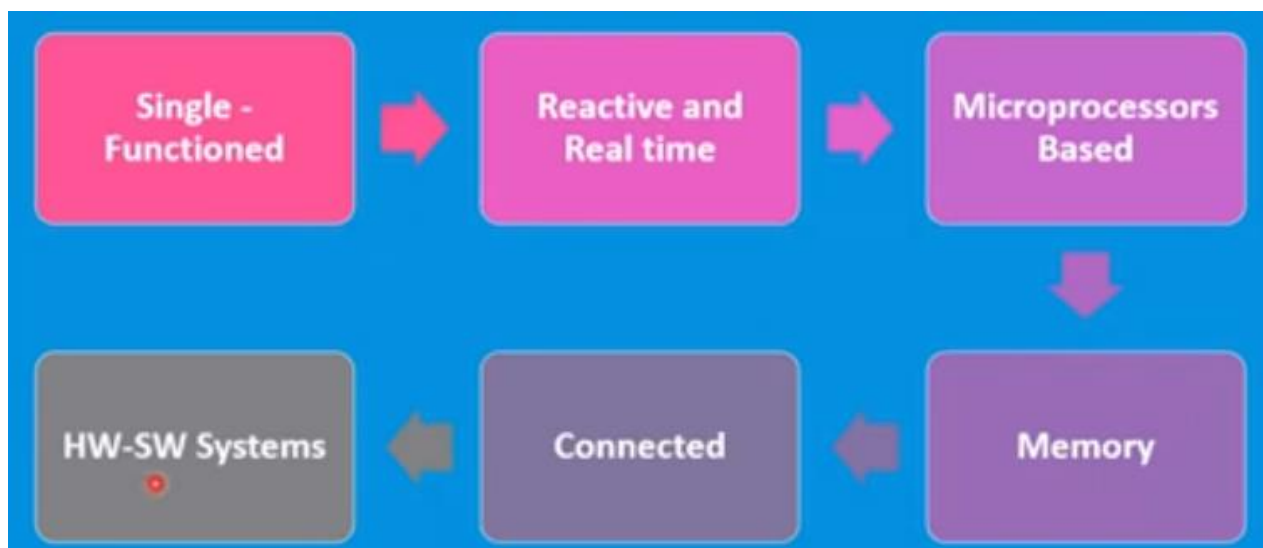 Single -
Functioned
Reactive and
Real time
Microprocessors
Based
Memory
Connected
HW-SW Systems